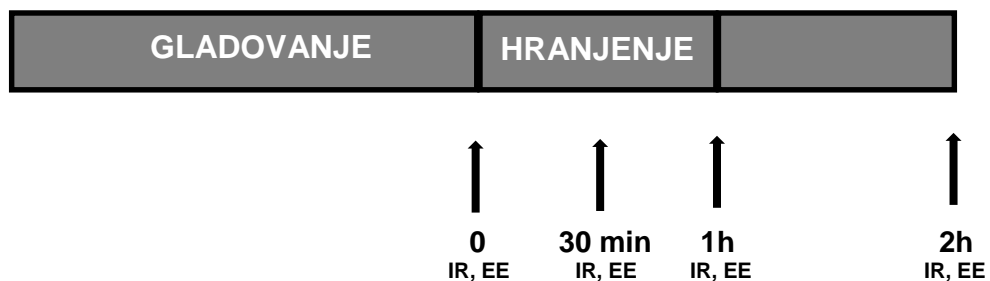 GLADOVANJE HRANJENJE
0 30 min 1h 2h
IR, EE IR, EE IR, EE IR, EE